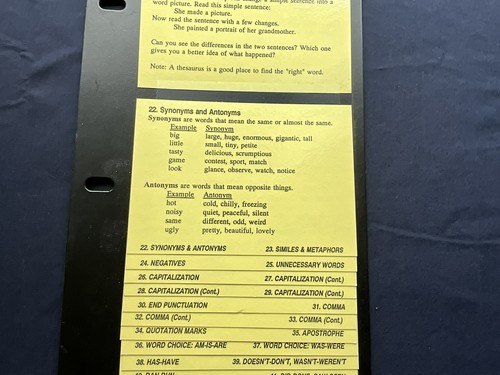 word picture. Read this simple sentence:
She made a picture.
Now read the sentence with a few changes.
She painted a portrait of her grandmother.
Can you see the differences in the two sentences? Which one
gives you a better idea of what happened?
Note: A thesaurus is a good place to find the "right" word.
22. Synonyms and Antonyms
Synonyms are words that mean the same or almost the same.
Example Synonym
big large, huge, enormous, gigantic, tall
little small, tiny, petite
tasty delicious, scrumptious
game contest, sport, match
look glance, observe, watch, notice
Antonyms are words that mean opposite things.
Example Antonym
hot cold, chilly, freezing
noisy quiet, peaceful, silent
same different, odd, weird
ugly pretty, beautiful, lovely
22. SYNONYMS & ANTONYMS 23. SIMILES & METAPHORS
24. NEGATIVES 25. UNNECESSARY WORDS
26. CAPITALIZATION 27. CAPITALIZATION (Cont.)
28. CAPITALIZATION (Cont.) 29. CAPITALIZATION (Cont.)
30. END PUNCTUATION 31. COMMA
32. COMMA (Cont.) 33. COMMA (Cont.)
34. QUOTATION MARKS 35. APOSTROPHE
36. WORD CHOICE: AM-IS-ARE 37. WORD CHOICE: WAS-WERE
38. HAS-HAVE 39. DOESN'T-DON'T, WASN'T-WEREN'T